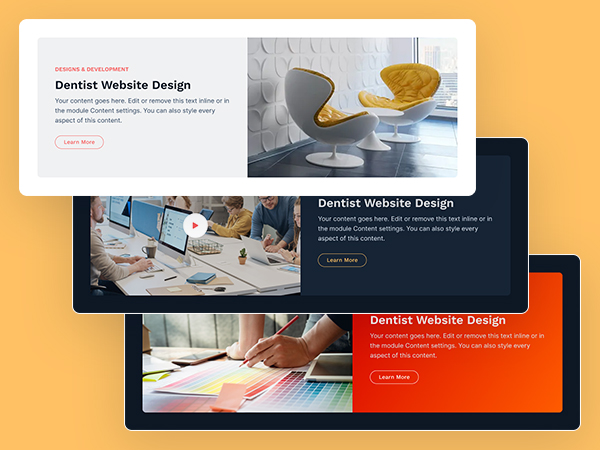 DESIGNS & DEVELOPMENT
Dentist Website Design
Your content goes here. Edit or remove this text inline or in
the module Content settings. You can also style every
aspect of this content.
Learn More
Dentist Website Design
Your content goes here. Edit or remove this text inline or in
the module Content settings. You can also style every
aspect of this content.
Learn More
Dentist Website Design
Your content goes here. Edit or remove this text inline or in
the module Content settings. You can also style every
aspect of this content.
Learn More